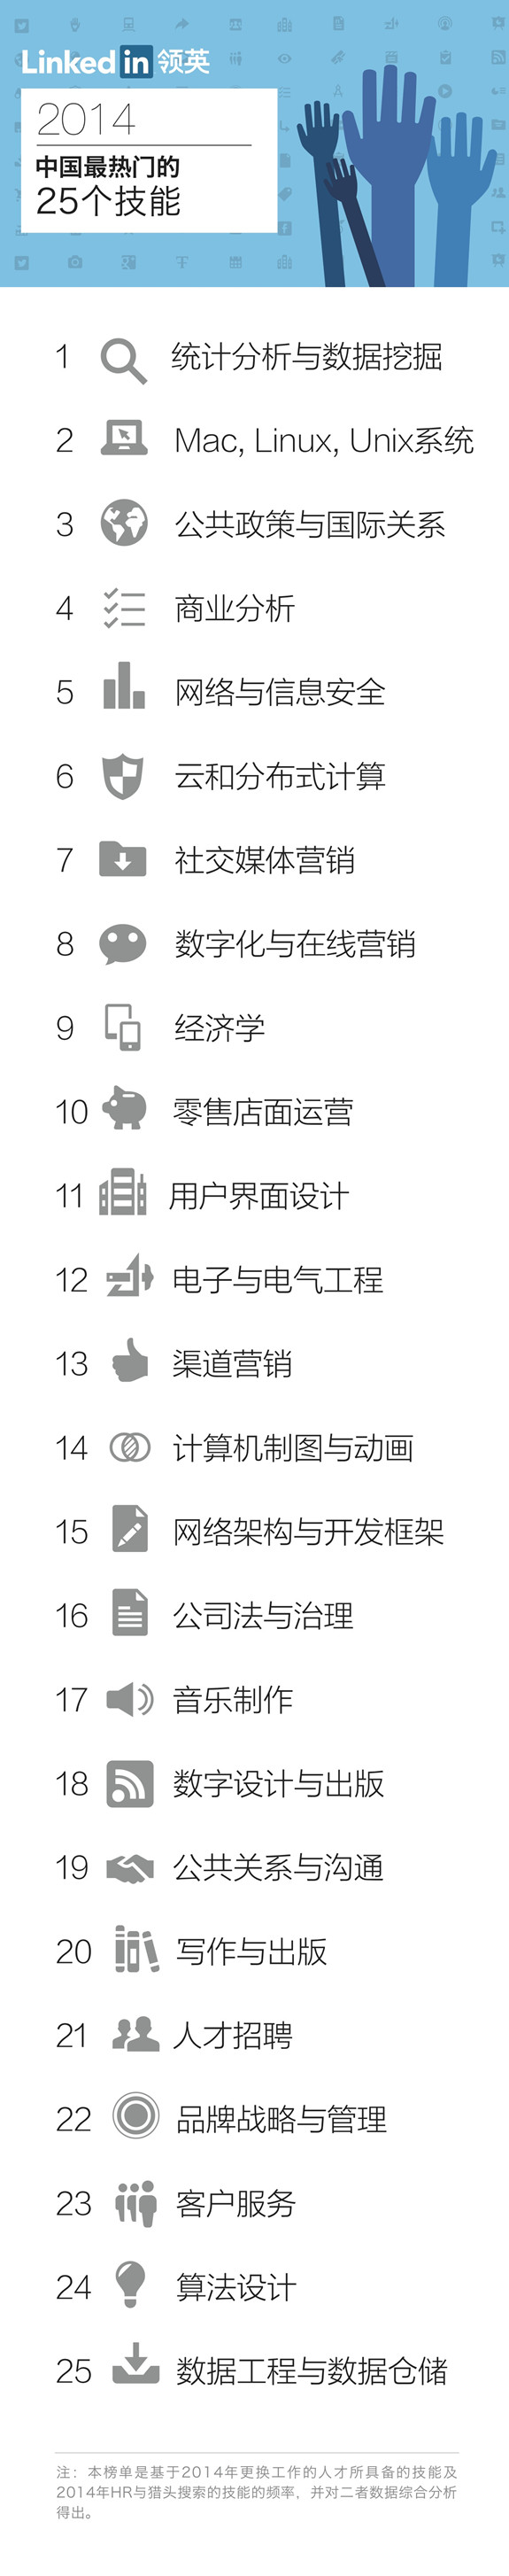 Linked in 领英
2014
中国最热门的
25个技能
1 统计分析与数据挖掘
2 Mac, Linux, Unix系统
3 公共政策与国际关系
4 商业分析
5 网络与信息安全
6 云和分布式计算
7 社交媒体营销
8 数字化与在线营销
9 经济学
10 零售店面运营
11 用户界面设计
12 电子与电气工程
13 渠道营销
14 计算机制图与动画
15 网络架构与开发框架
16 公司法与治理
17 音乐制作
18 数字设计与出版
19 公共关系与沟通
20 写作与出版
21 人才招聘
22 品牌战略与管理
23 客户服务
24 算法设计
25 数据工程与数据仓储
注：本榜单是基于2014年更换工作的人才所具备的技能及
2014年HR与猎头搜索的技能的频率，并对二者数据综合分析
得出。